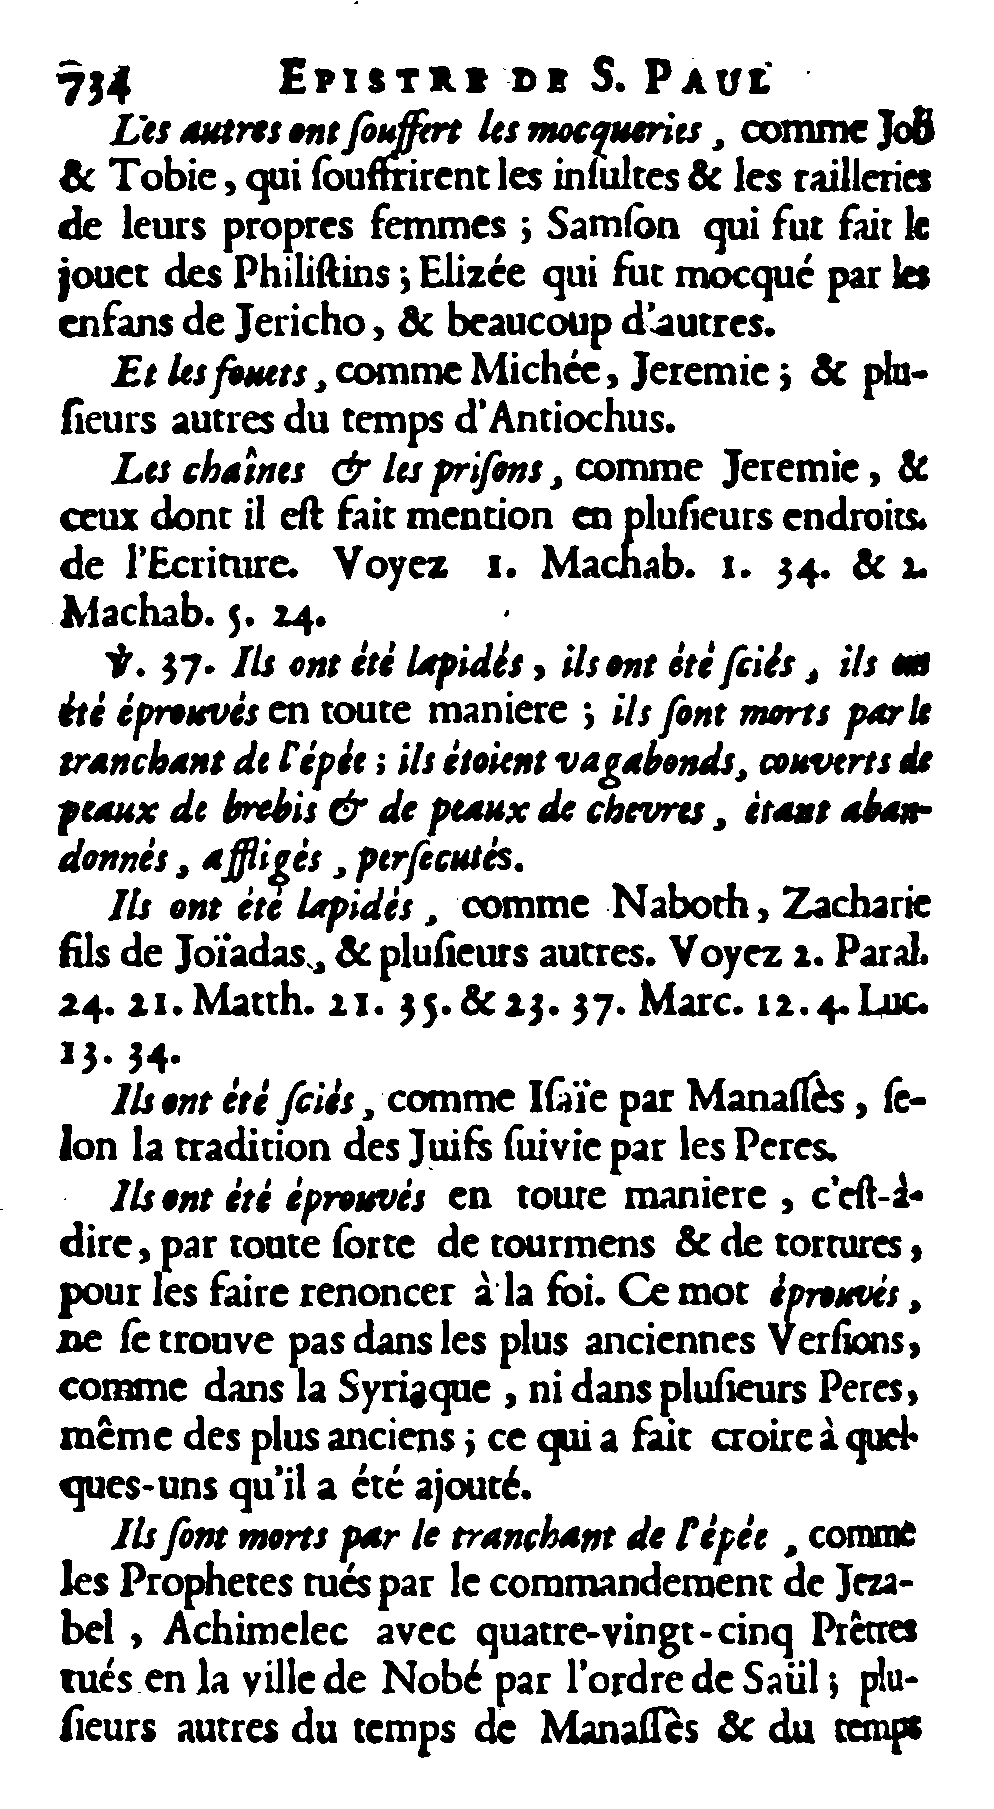 734 EPISTRE DE S. PAUL
Les autres ont ſouffert les mocqueries, comme Job
& Tobie, qui ſouffrirent les inſultes & les railleries
de leurs propres femmes ; Samſon qui fut fait le
jouet des Philiſtins ; Elizée qui fut mocqué par les
enfans de Jericho, & beaucoup d'autres.
Et les fouets, comme Michée, Jeremie ; & plu-
ſieurs autres du temps d'Antiochus.
Les chaînes & les priſons, comme Jeremie, &
ceux dont il eſt fait mention en pluſieurs endroits
de l'Ecriture. Voyez 1. Machab. 1. 34. & 2.
Machab. 5. 24.
℣. 37. Ils ont été lapidés, ils ont été ſciés, ils ont
été éprouvés en toute maniere ; ils ſont morts par le
tranchant de l'épée ; ils étoient vagabonds, couverts de
peaux de brebis & de peaux de chevres, étant aban-
donnés, affligés, perſecutés.
Ils ont été lapidés, comme Naboth, Zacharie
fils de Joïadas, & pluſieurs autres. Voyez 2. Paral.
24. 21. Matth. 21. 35. & 23. 37. Marc. 12. 4. Luc.
13. 34.
Ils ont été ſciés, comme Iſaïe par Manaſſès, ſe-
lon la tradition des Juifs ſuivie par les Peres.
Ils ont été éprouvés en toute maniere, c'eſt-à-
dire, par toute ſorte de tourmens & de tortures,
pour les faire renoncer à la foi. Ce mot éprouvés,
ne ſe trouve pas dans les plus anciennes Verſions,
comme dans la Syriaque, ni dans pluſieurs Peres,
même des plus anciens ; ce qui a fait croire à quel-
ques-uns qu'il a été ajouté.
Ils ſont morts par le tranchant de l'épée, comme
les Prophetes tués par le commandement de Jeza-
bel, Achimelec avec quatre-vingt-cinq Prêtres
tués en la ville de Nobé par l'ordre de Saül ; plu-
ſieurs autres du temps de Manaſſès & du temps